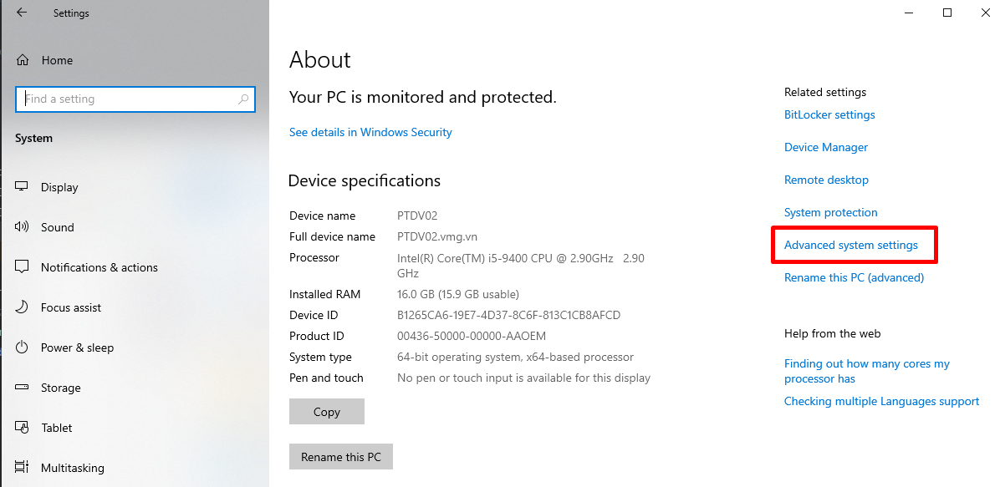 Settings
Home
Find a setting
System
Display
Sound
Notifications & actions
Focus assist
Power & sleep
Storage
Tablet
Multitasking
About
Your PC is monitored and protected.
See details in Windows Security
Device specifications
Device name PTDV02
Full device name PTDV02.vmg.vn
Processor Intel(R) Core(TM) i5-9400 CPU @ 2.90GHz 2.90
GHz
Installed RAM 16.0 GB (15.9 GB usable)
Device ID B1265CA6-19E7-4D37-8C6F-813C1CB8AFCD
Product ID 00436-50000-00000-AAOEM
System type 64-bit operating system, x64-based processor
Pen and touch No pen or touch input is available for this display
Copy
Rename this PC
Related settings
BitLocker settings
Device Manager
Remote desktop
System protection
Advanced system settings
Rename this PC (advanced)
Help from the web
Finding out how many cores my
processor has
Checking multiple Languages support